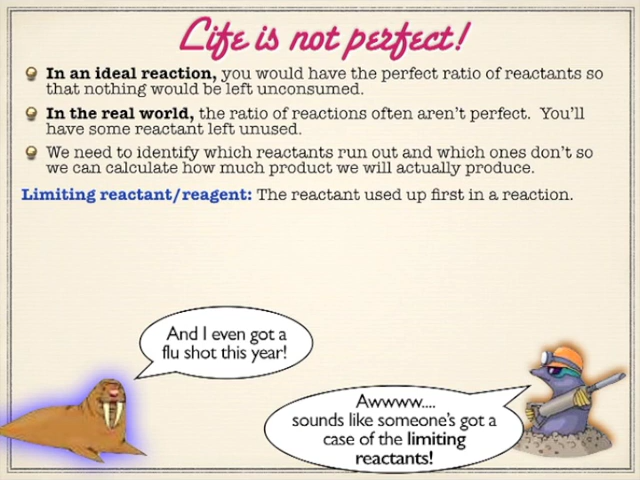 Life is not perfect!
In an ideal reaction, you would have the perfect ratio of reactants so
that nothing would be left unconsumed.
In the real world, the ratio of reactions often aren't perfect.  You'll
have some reactant left unused.
We need to identify which reactants run out and which ones don't so
we can calculate how much product we will actually produce.
Limiting reactant/reagent: The reactant used up first in a reaction.
And I even got a
flu shot this year!
Awwww....
sounds like someone's got a
case of the limiting
reactants!